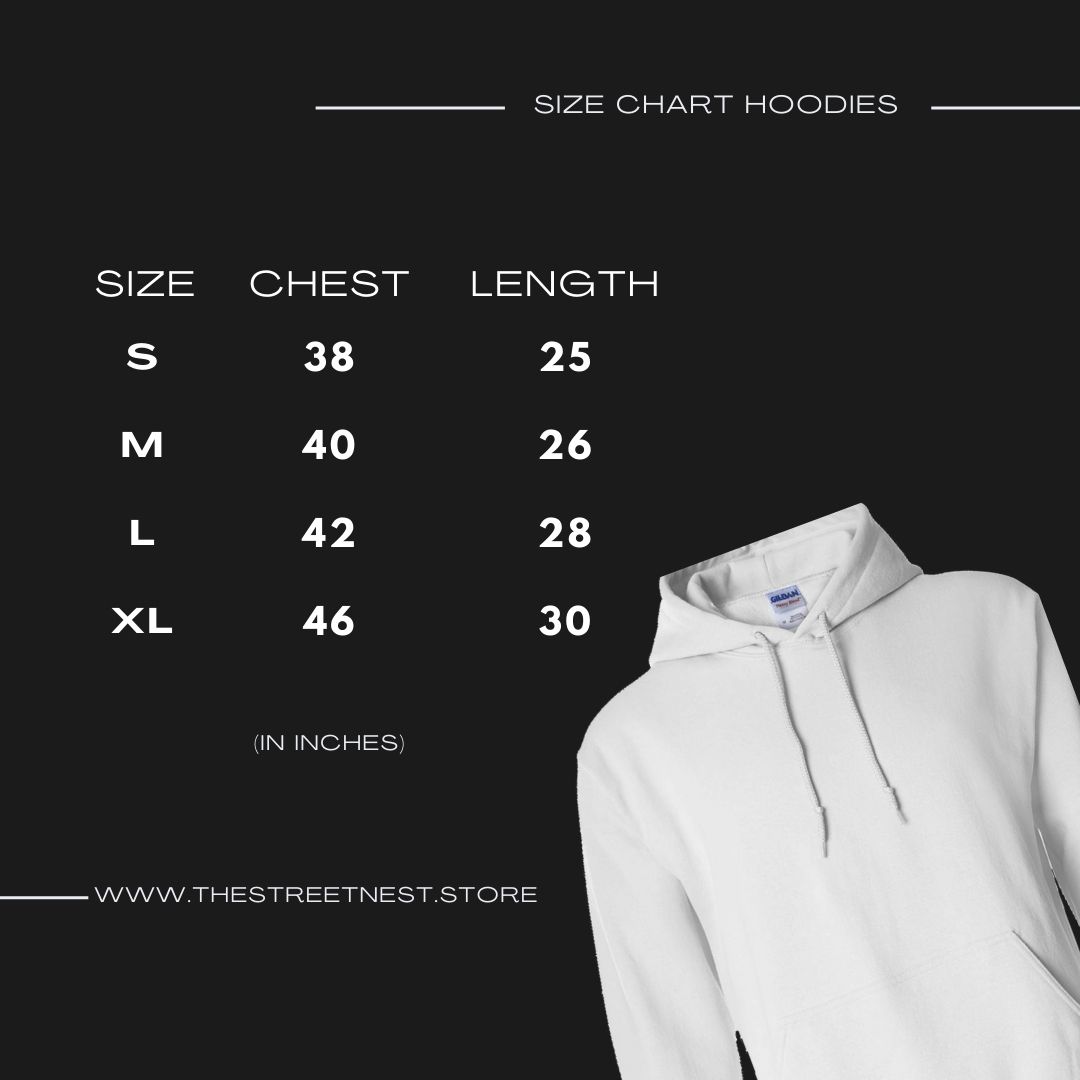 SIZE CHART HOODIES
SIZE CHEST LENGTH
S 38 25
M 40 26
L 42 28
XL 46 30
(IN INCHES)
GILDAN
Heavy Blend
WWW.THESTREETNEST.STORE